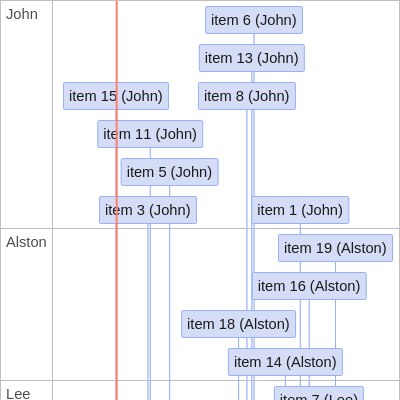 John
item 6 (John)
item 13 (John)
item 15 (John)
item 8 (John)
item 11 (John)
item 5 (John)
item 3 (John)
item 1 (John)
Alston
item 19 (Alston)
item 16 (Alston)
item 18 (Alston)
item 14 (Alston)
Lee
item 7 (Lee)